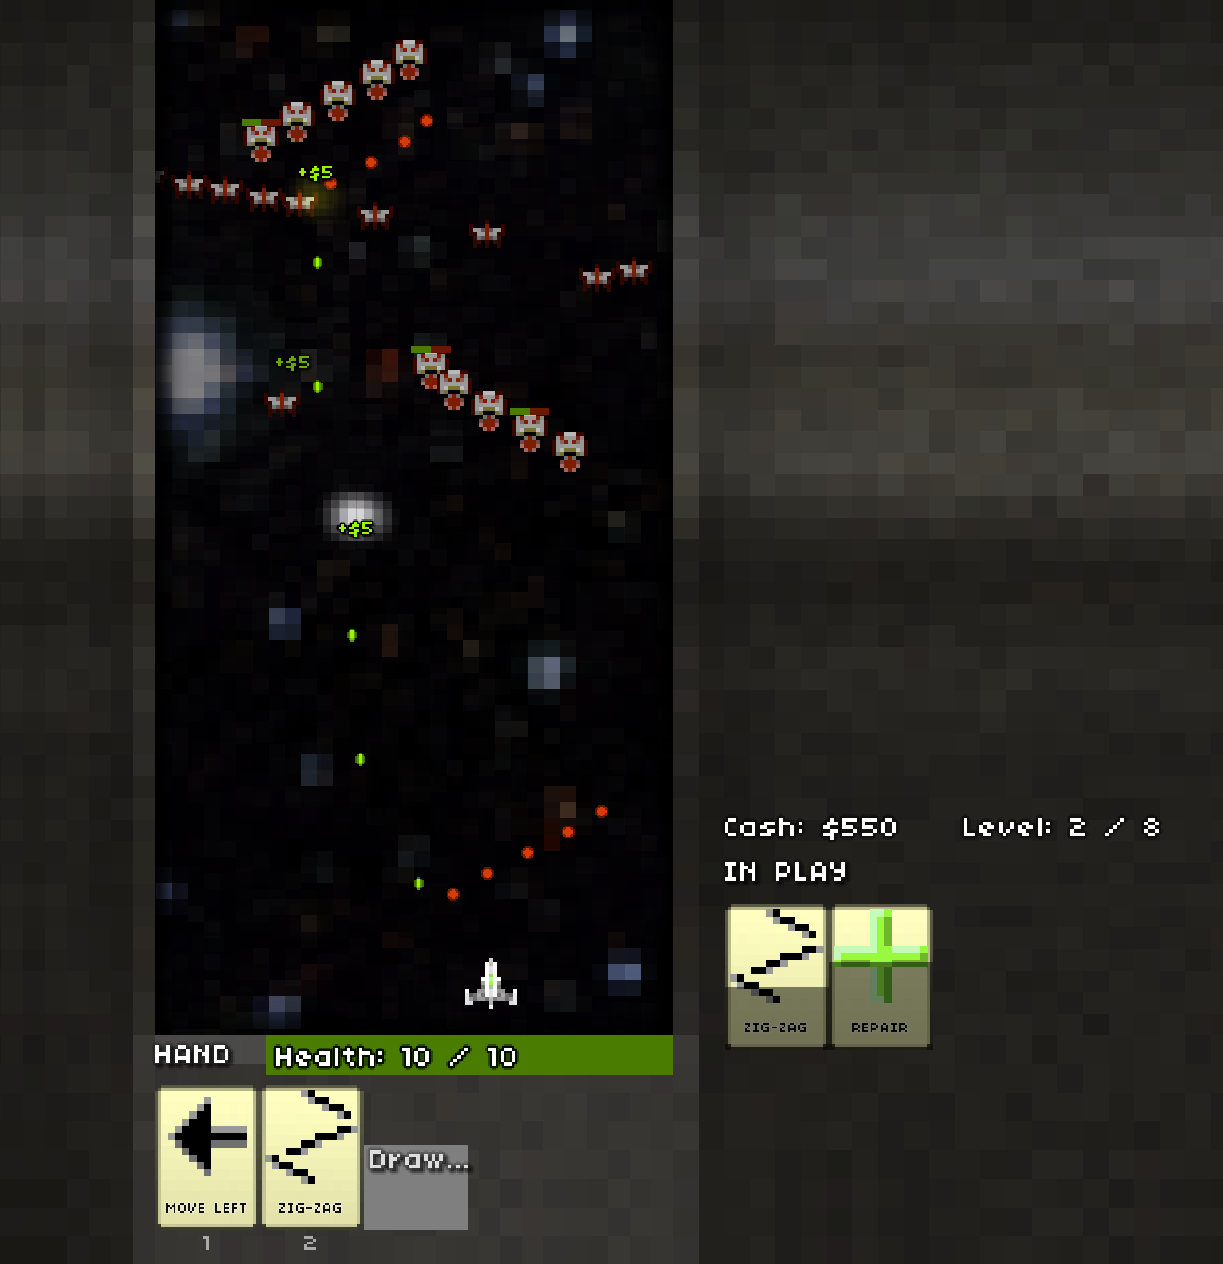 +$5
+$5
+$5
Cash: $550 Level: 2 / 8
IN PLAY
ZIG-ZAG REPAIR
HAND Health: 10 / 10
Draw...
MOVE LEFT ZIG-ZAG
1 2